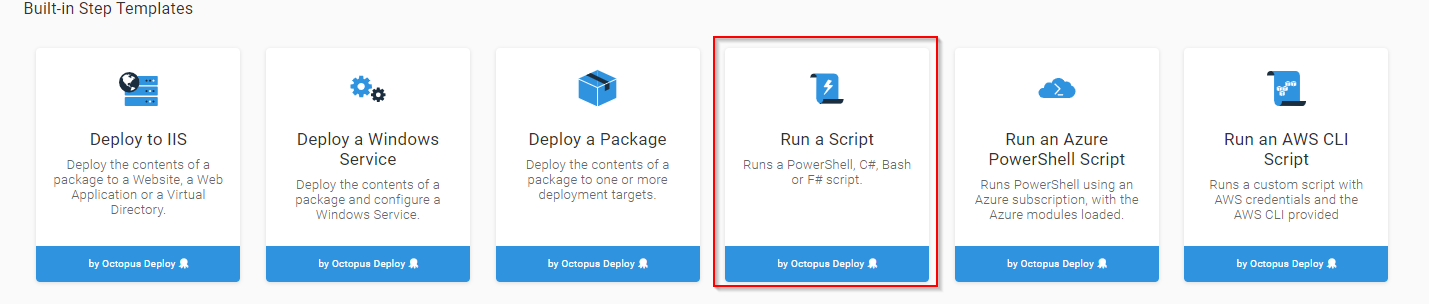 Built-in Step Templates
Deploy to IIS
Deploy the contents of a
package to a Website, a Web
Application or a Virtual
Directory.
by Octopus Deploy
Deploy a Windows
Service
Deploy the contents of a
package and configure a
Windows Service.
by Octopus Deploy
Deploy a Package
Deploy the contents of a
package to one or more
deployment targets.
by Octopus Deploy
Run a Script
Runs a PowerShell, C#, Bash
or F# script.
by Octopus Deploy
Run an Azure
PowerShell Script
Runs PowerShell using an
Azure subscription, with the
Azure modules loaded.
by Octopus Deploy
Run an AWS CLI
Script
Runs a custom script with
AWS credentials and the
AWS CLI provided
by Octopus Deploy